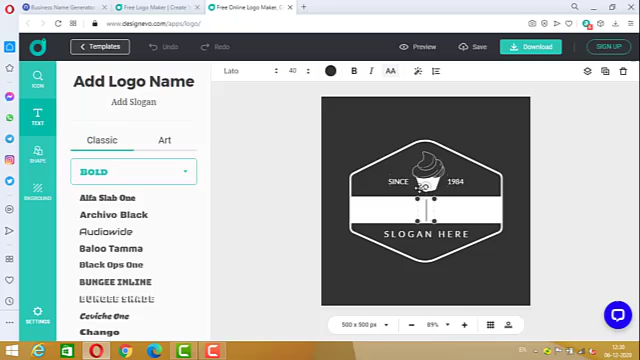 Business Name Generator
Free Logo Maker | Create
Free Online Logo Maker,
www.designevo.com/apps/logo/
Templates
Undo
Redo
Preview
Save
Download
SIGN UP
ICON
TEXT
SHAPE
BKGROUND
SETTINGS
Add Logo Name
Add Slogan
Classic
Art
BOLD
Alfa Slab One
Archivo Black
Audiowide
Baloo Tamma
Black Ops One
BUNGEE INLINE
BUNGEE SHADE
Ceviche One
Chango
Lato
40
B
I
AA
SINCE
1984
SLOGAN HERE
500 x 500 px
89%
12:30
06-12-2020